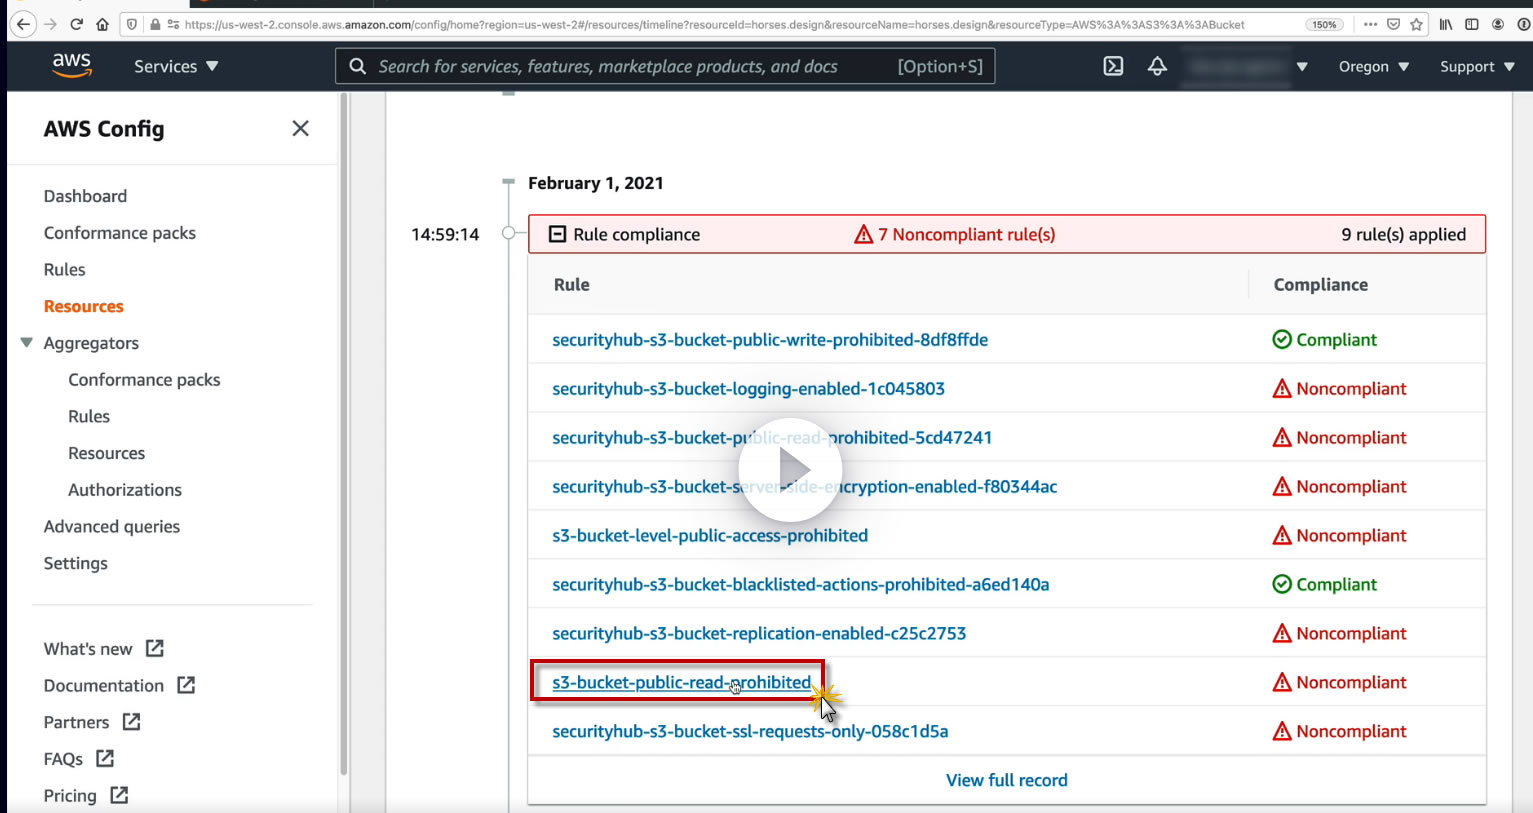 https://us-west-2.console.aws.amazon.com/config/home?region=us-west-2#/resources/timeline?resourceId=horses.design&resourceName=horses.design&resourceType=AWS%3A%3AS3%3A%3ABucket 150%
aws Services Search for services, features, marketplace products, and docs [Option+S] Oregon Support
AWS Config
Dashboard
Conformance packs
Rules
Resources
Aggregators
Conformance packs
Rules
Resources
Authorizations
Advanced queries
Settings
What's new
Documentation
Partners
FAQs
Pricing
February 1, 2021
14:59:14 Rule compliance 7 Noncompliant rule(s) 9 rule(s) applied
Rule Compliance
securityhub-s3-bucket-public-write-prohibited-8df8ffde Compliant
securityhub-s3-bucket-logging-enabled-1c045803 Noncompliant
securityhub-s3-bucket-public-read-prohibited-5cd47241 Noncompliant
securityhub-s3-bucket-server-side-encryption-enabled-f80344ac Noncompliant
s3-bucket-level-public-access-prohibited Noncompliant
securityhub-s3-bucket-blacklisted-actions-prohibited-a6ed140a Compliant
securityhub-s3-bucket-replication-enabled-c25c2753 Noncompliant
s3-bucket-public-read-prohibited Noncompliant
securityhub-s3-bucket-ssl-requests-only-058c1d5a Noncompliant
View full record